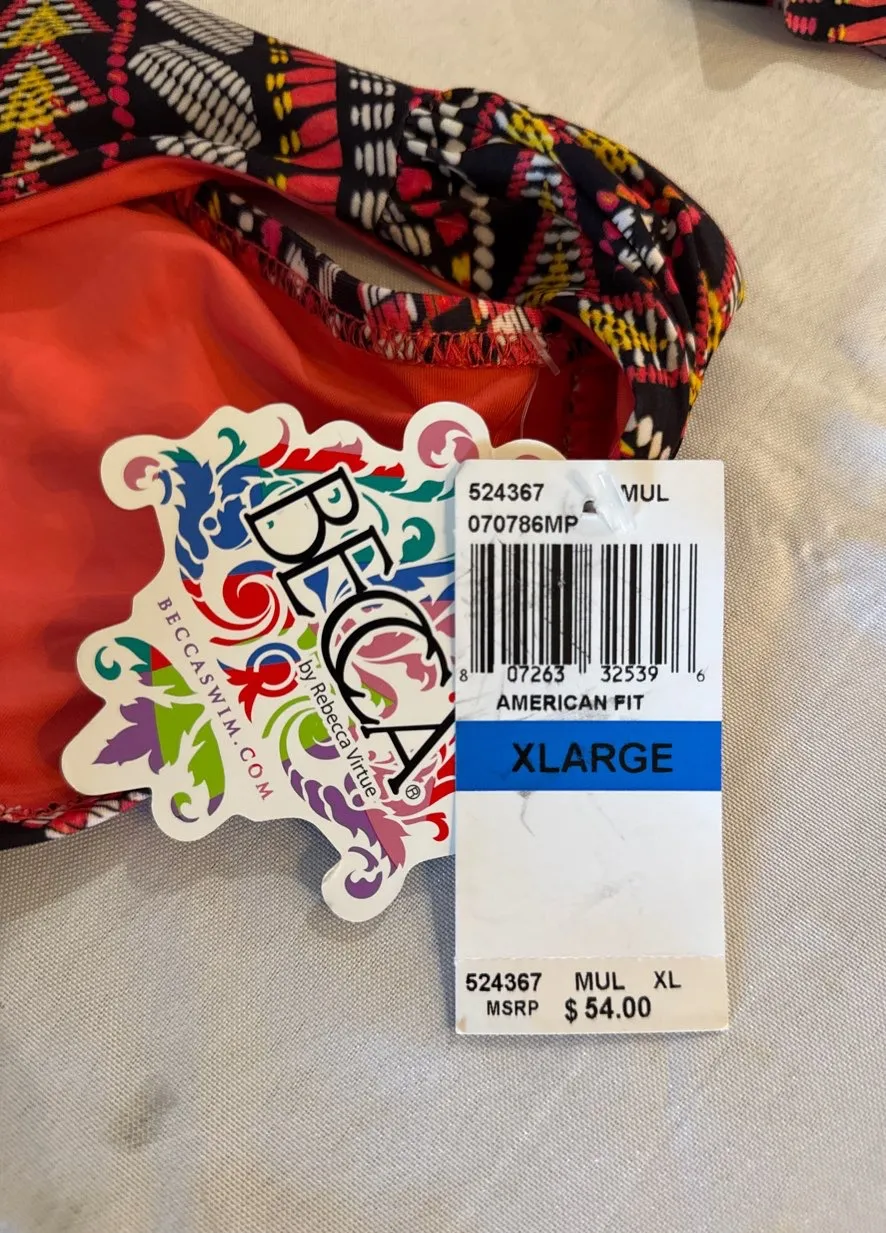 BECCA®
by Rebecca Virtue
BECCASWIM.COM
524367 MUL
070786MP
8 07263 32539 6
AMERICAN FIT
XLARGE
524367 MUL XL
MSRP $54.00